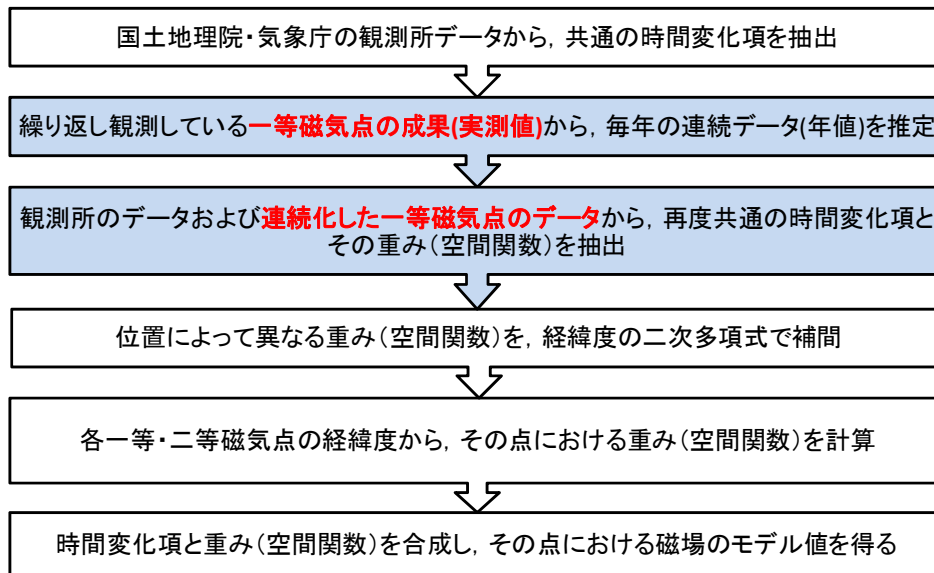 国土地理院・気象庁の観測所データから，共通の時間変化項を抽出
繰り返し観測している一等磁気点の成果(実測値)から，毎年の連続データ(年値)を推定
観測所のデータおよび連続化した一等磁気点のデータから，再度共通の時間変化項と
その重み（空間関数）を抽出
位置によって異なる重み（空間関数）を，経緯度の二次多項式で補間
各一等・二等磁気点の経緯度から，その点における重み（空間関数）を計算
時間変化項と重み（空間関数）を合成し，その点における磁場のモデル値を得る